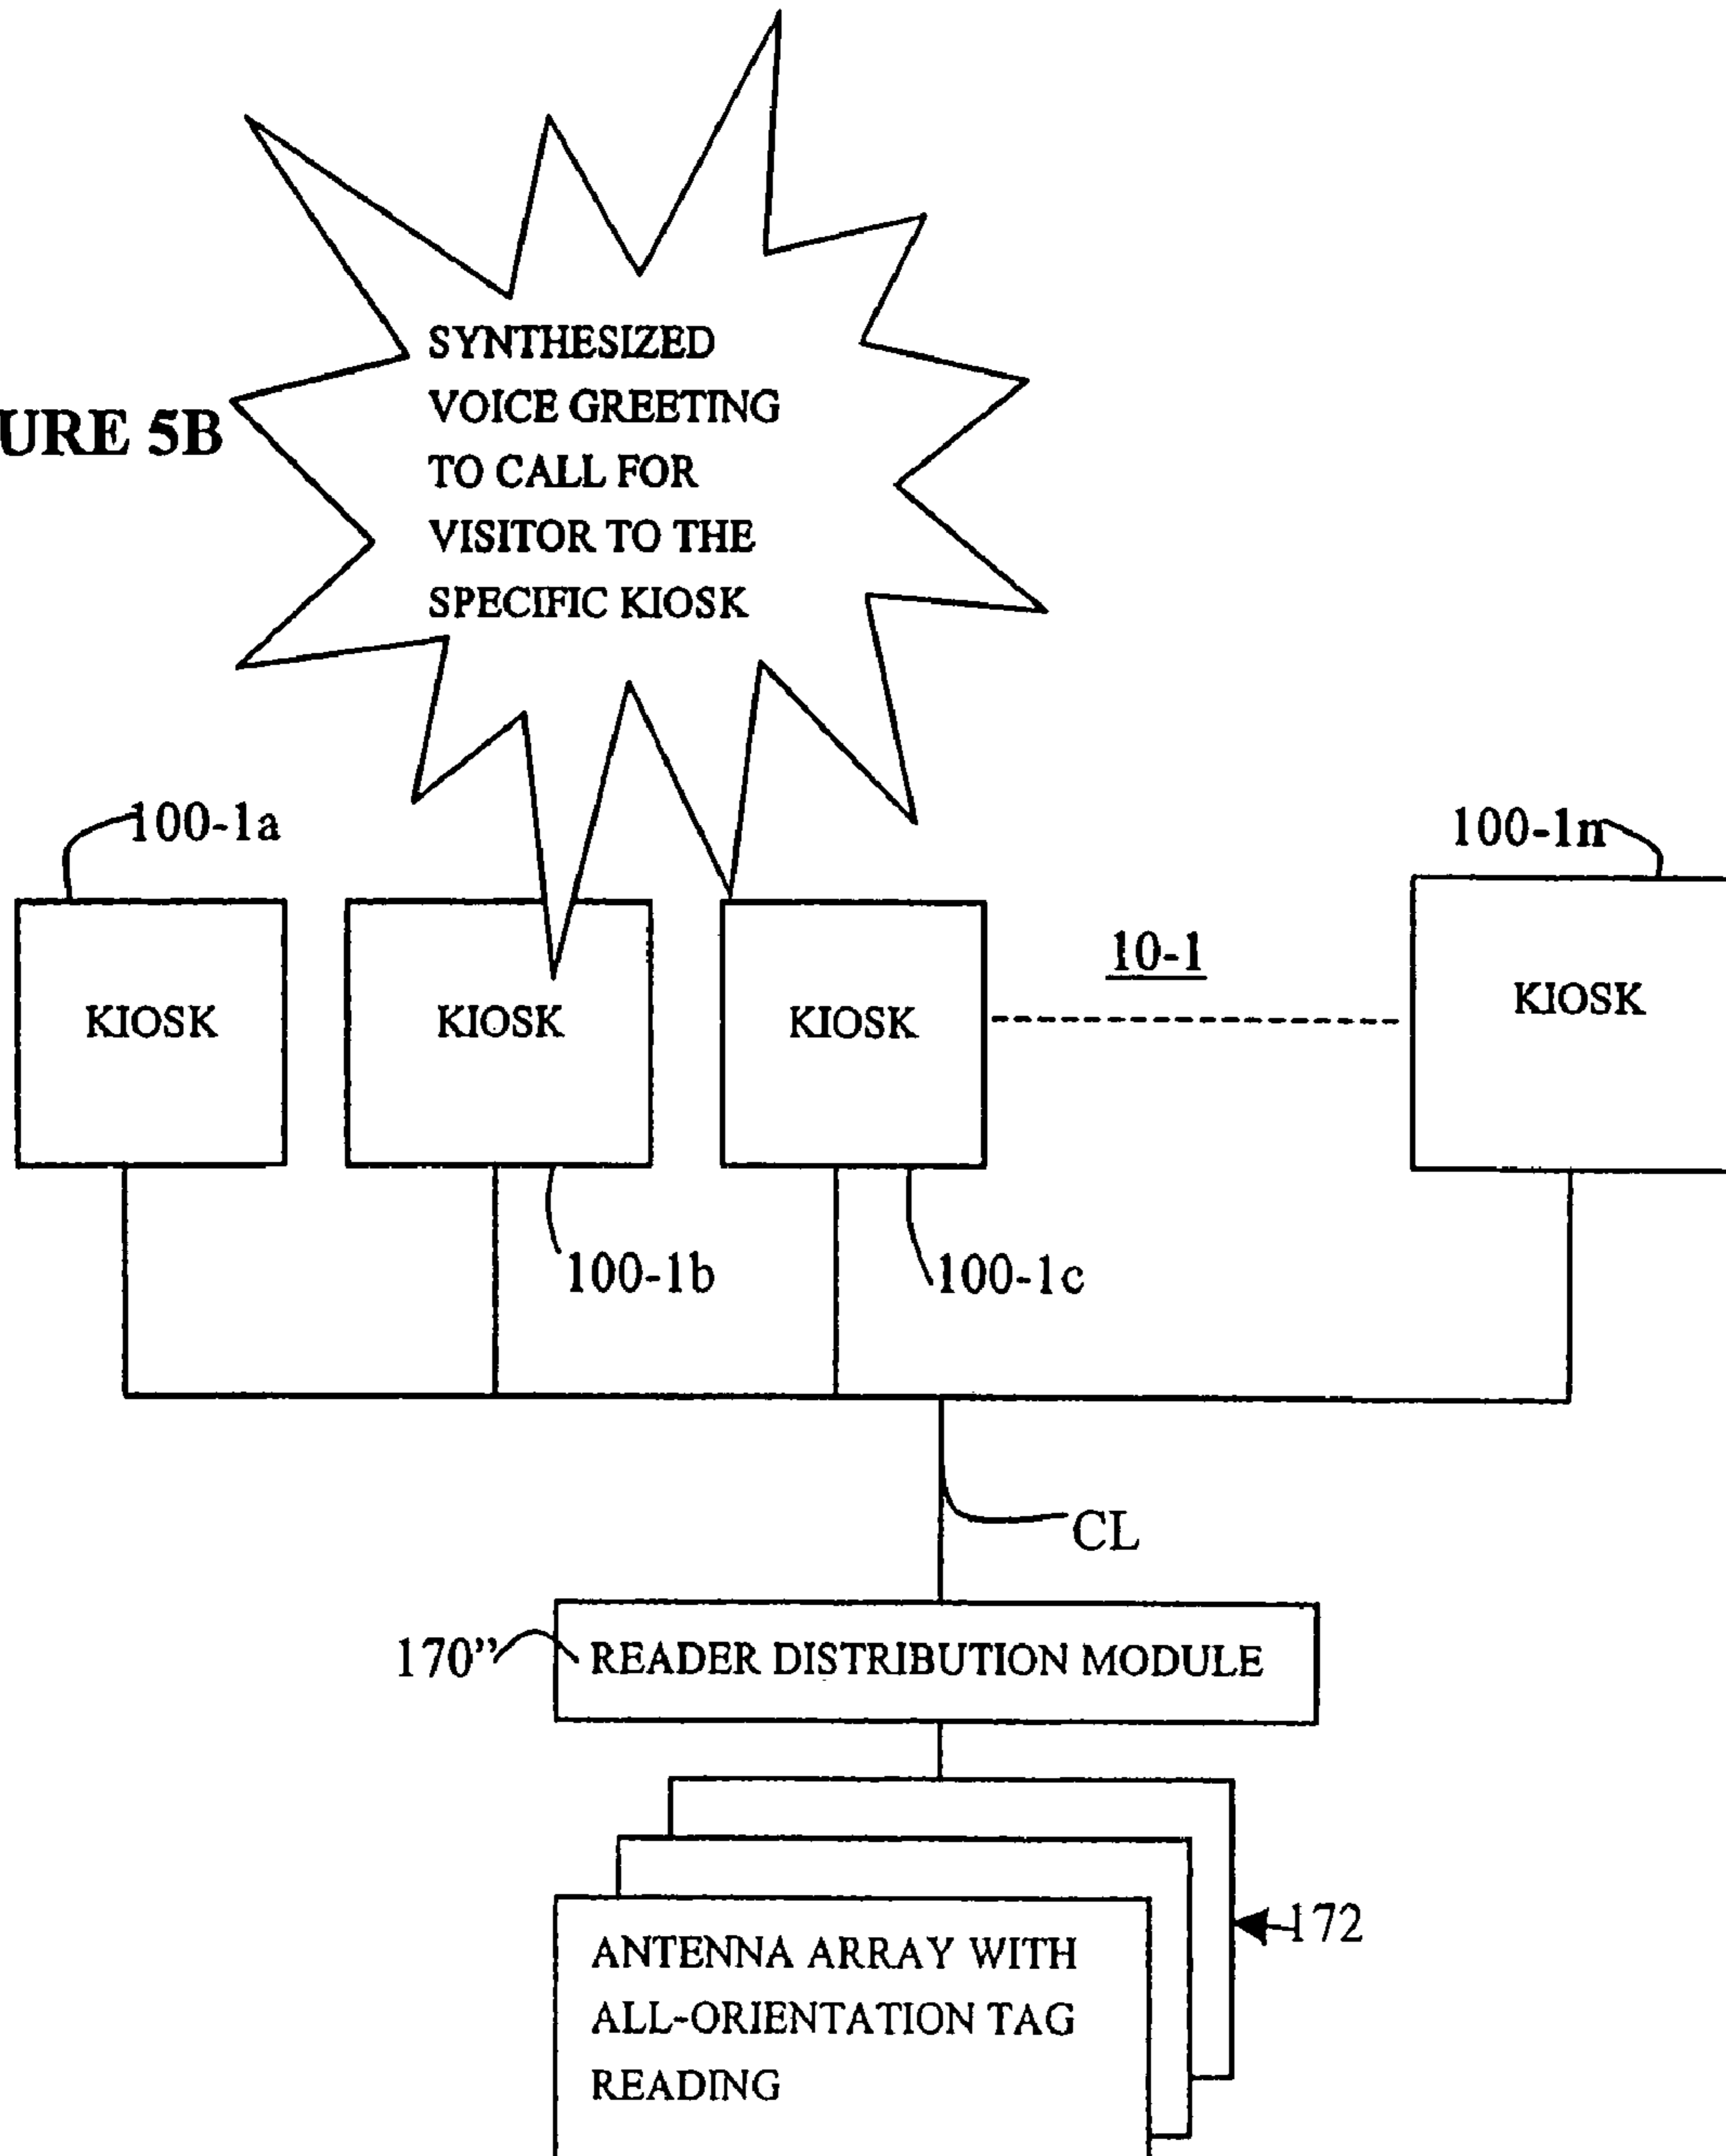 SYNTHESIZED
VOICE GREETING
TO CALL FOR
VISITOR TO THE
SPECIFIC KIOSK
URE 5B
100-1a
100-1n
10-1
KIOSK
KIOSK
KIOSK
KIOSK
100-1b
100-1c
CL
170”
READER DISTRIBUTION MODULE
172
ANTENNA ARRAY WITH
ALL-ORIENTATION TAG
READING